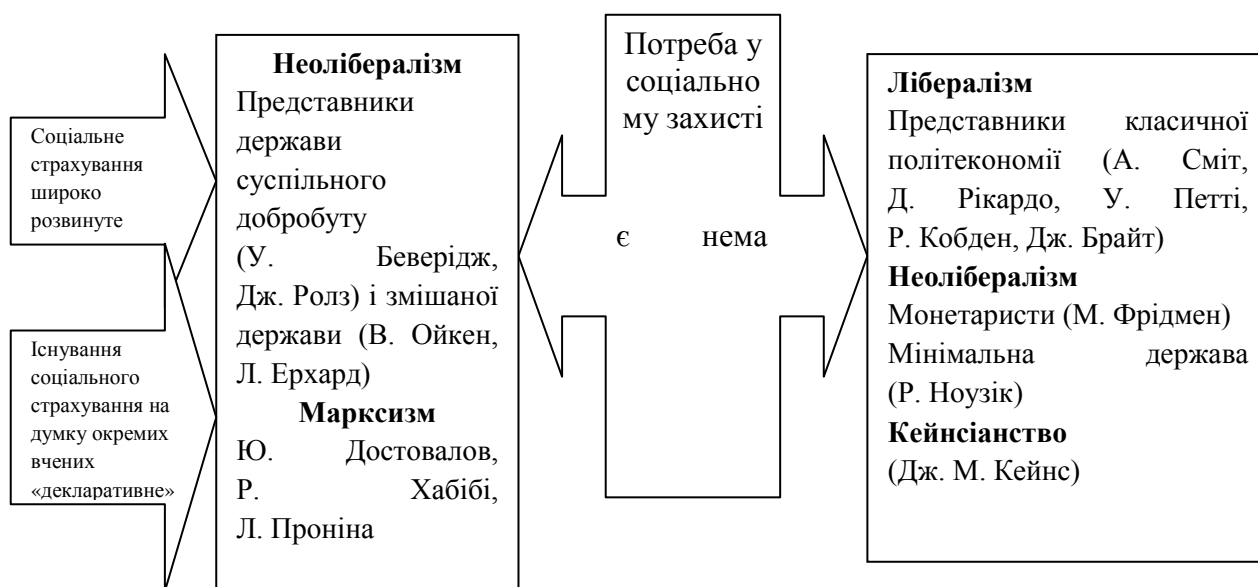 Соціальне
страхування
широко
розвинуте
Існування
соціального
страхування на
думку окремих
вчених
«декларативне»
Неолібералізм
Представники
держави
суспільного
добробуту
(У. Беверідж,
Дж. Ролз) і змішаної
держави (В. Ойкен,
Л. Ерхард)
Марксизм
Ю. Достовалов,
Р. Хабібі,
Л. Проніна
Потреба у
соціально
му захисті
є нема
Лібералізм
Представники класичної
політекономії (А. Сміт,
Д. Рікардо, У. Петті,
Р. Кобден, Дж. Брайт)
Неолібералізм
Монетаристи (М. Фрідмен)
Мінімальна держава
(Р. Ноузік)
Кейнсіанство
(Дж. М. Кейнс)